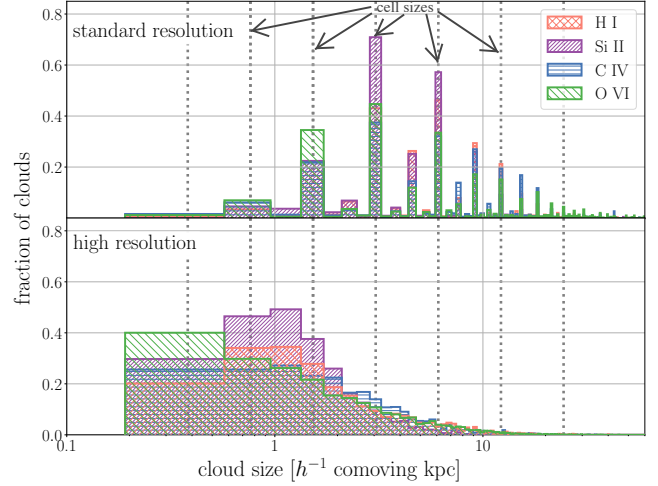 cell sizes
standard resolution
H I
Si II
C IV
O VI
0.8
0.6
0.4
0.2
high resolution
0.8
0.6
0.4
0.2
0.0
0.1
1
10
fraction of clouds
cloud size [h⁻¹ comoving kpc]